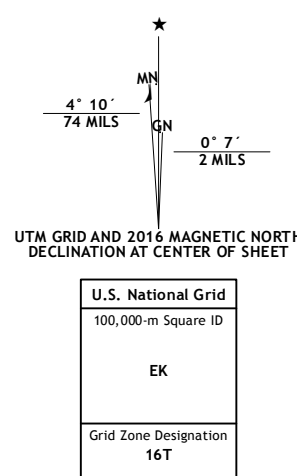 ★
MN
4° 10´
74 MILS
GN
0° 7´
2 MILS
UTM GRID AND 2016 MAGNETIC NORTH
DECLINATION AT CENTER OF SHEET
U.S. National Grid
100,000-m Square ID
EK
Grid Zone Designation
16T